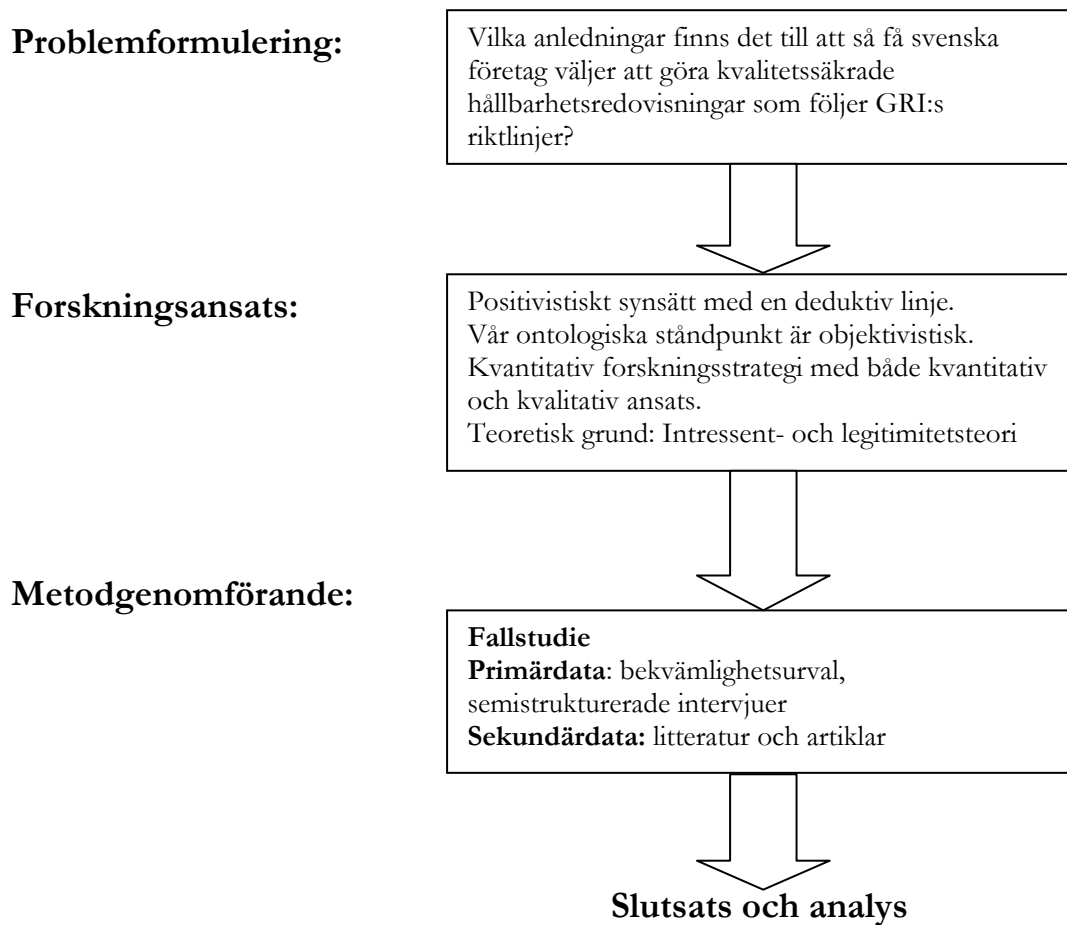 Problemformulering:
Vilka anledningar finns det till att så få svenska
företag väljer att göra kvalitetssäkrade
hållbarhetsredovisningar som följer GRI:s
riktlinjer?
Forskningsansats:
Positivistiskt synsätt med en deduktiv linje.
Vår ontologiska ståndpunkt är objektivistisk.
Kvantitativ forskningsstrategi med både kvantitativ
och kvalitativ ansats.
Teoretisk grund: Intressent- och legitimitetsteori
Metodgenomförande:
Fallstudie
Primärdata: bekvämlighetsurval,
semistrukturerade intervjuer
Sekundärdata: litteratur och artiklar
Slutsats och analys